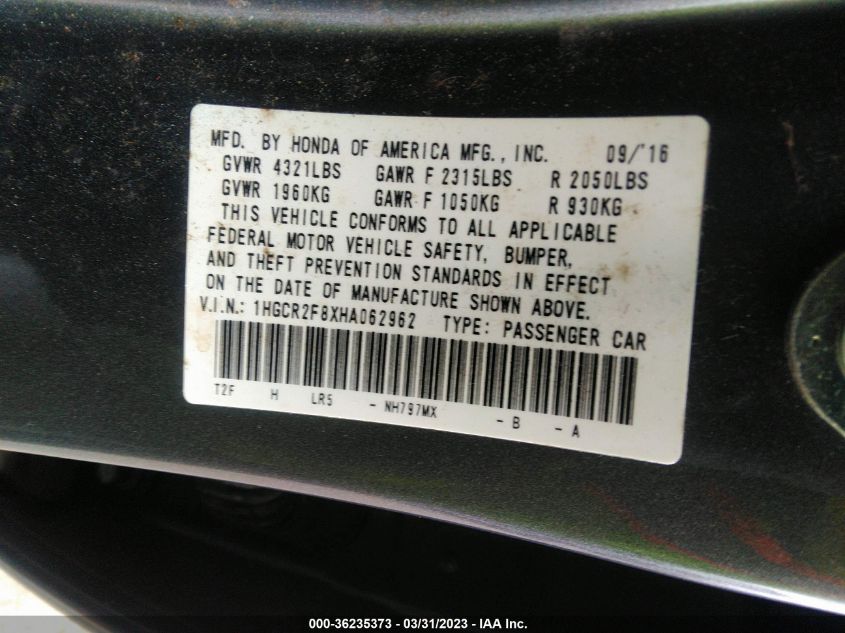 MFD. BY HONDA OF AMERICA MFG., INC. 09/'16
GVWR 4321LBS GAWR F 2315LBS R 2050LBS
GVWR 1960KG GAWR F 1050KG R 930KG
THIS VEHICLE CONFORMS TO ALL APPLICABLE
FEDERAL MOTOR VEHICLE SAFETY, BUMPER,
AND THEFT PREVENTION STANDARDS IN EFFECT
ON THE DATE OF MANUFACTURE SHOWN ABOVE.
V.I.N.: 1HGCR2F8XHA062962 TYPE: PASSENGER CAR
T2F H LR5 - NH797MX - B - A
000-36235373 - 03/31/2023 - IAA Inc.